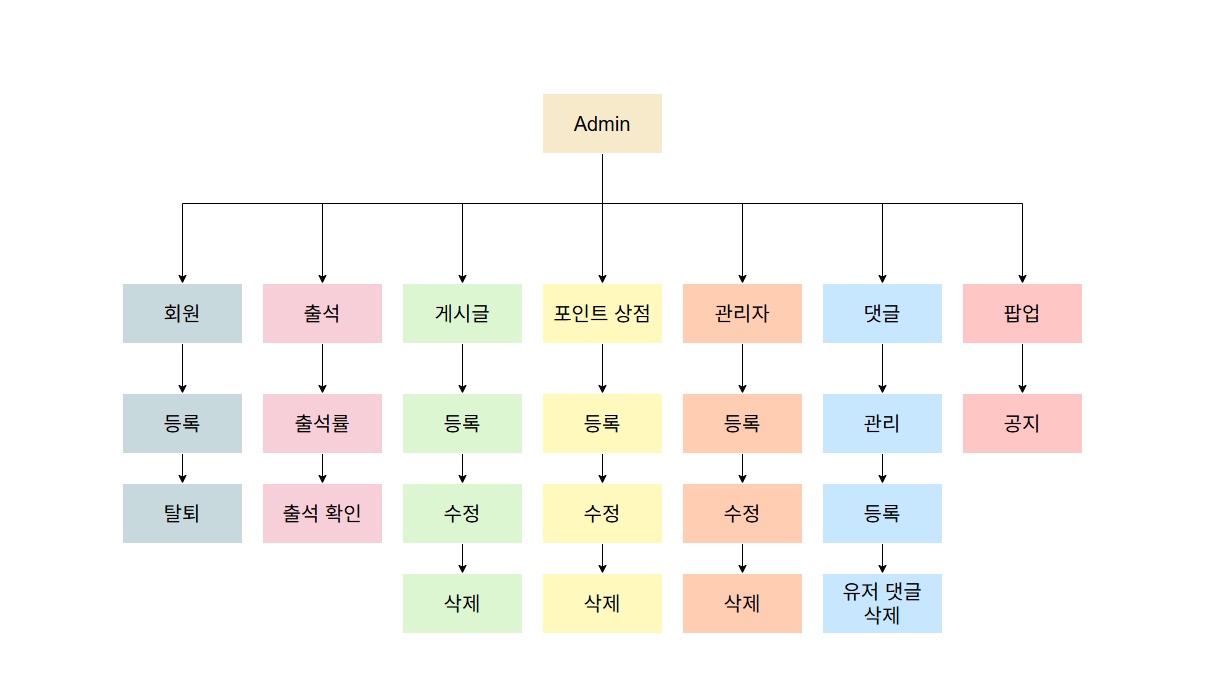 Admin
회원
출석
게시글
포인트 상점
관리자
댓글
팝업
등록
출석률
등록
등록
등록
관리
공지
탈퇴
출석 확인
수정
수정
수정
등록
삭제
삭제
삭제
유저 댓글
삭제